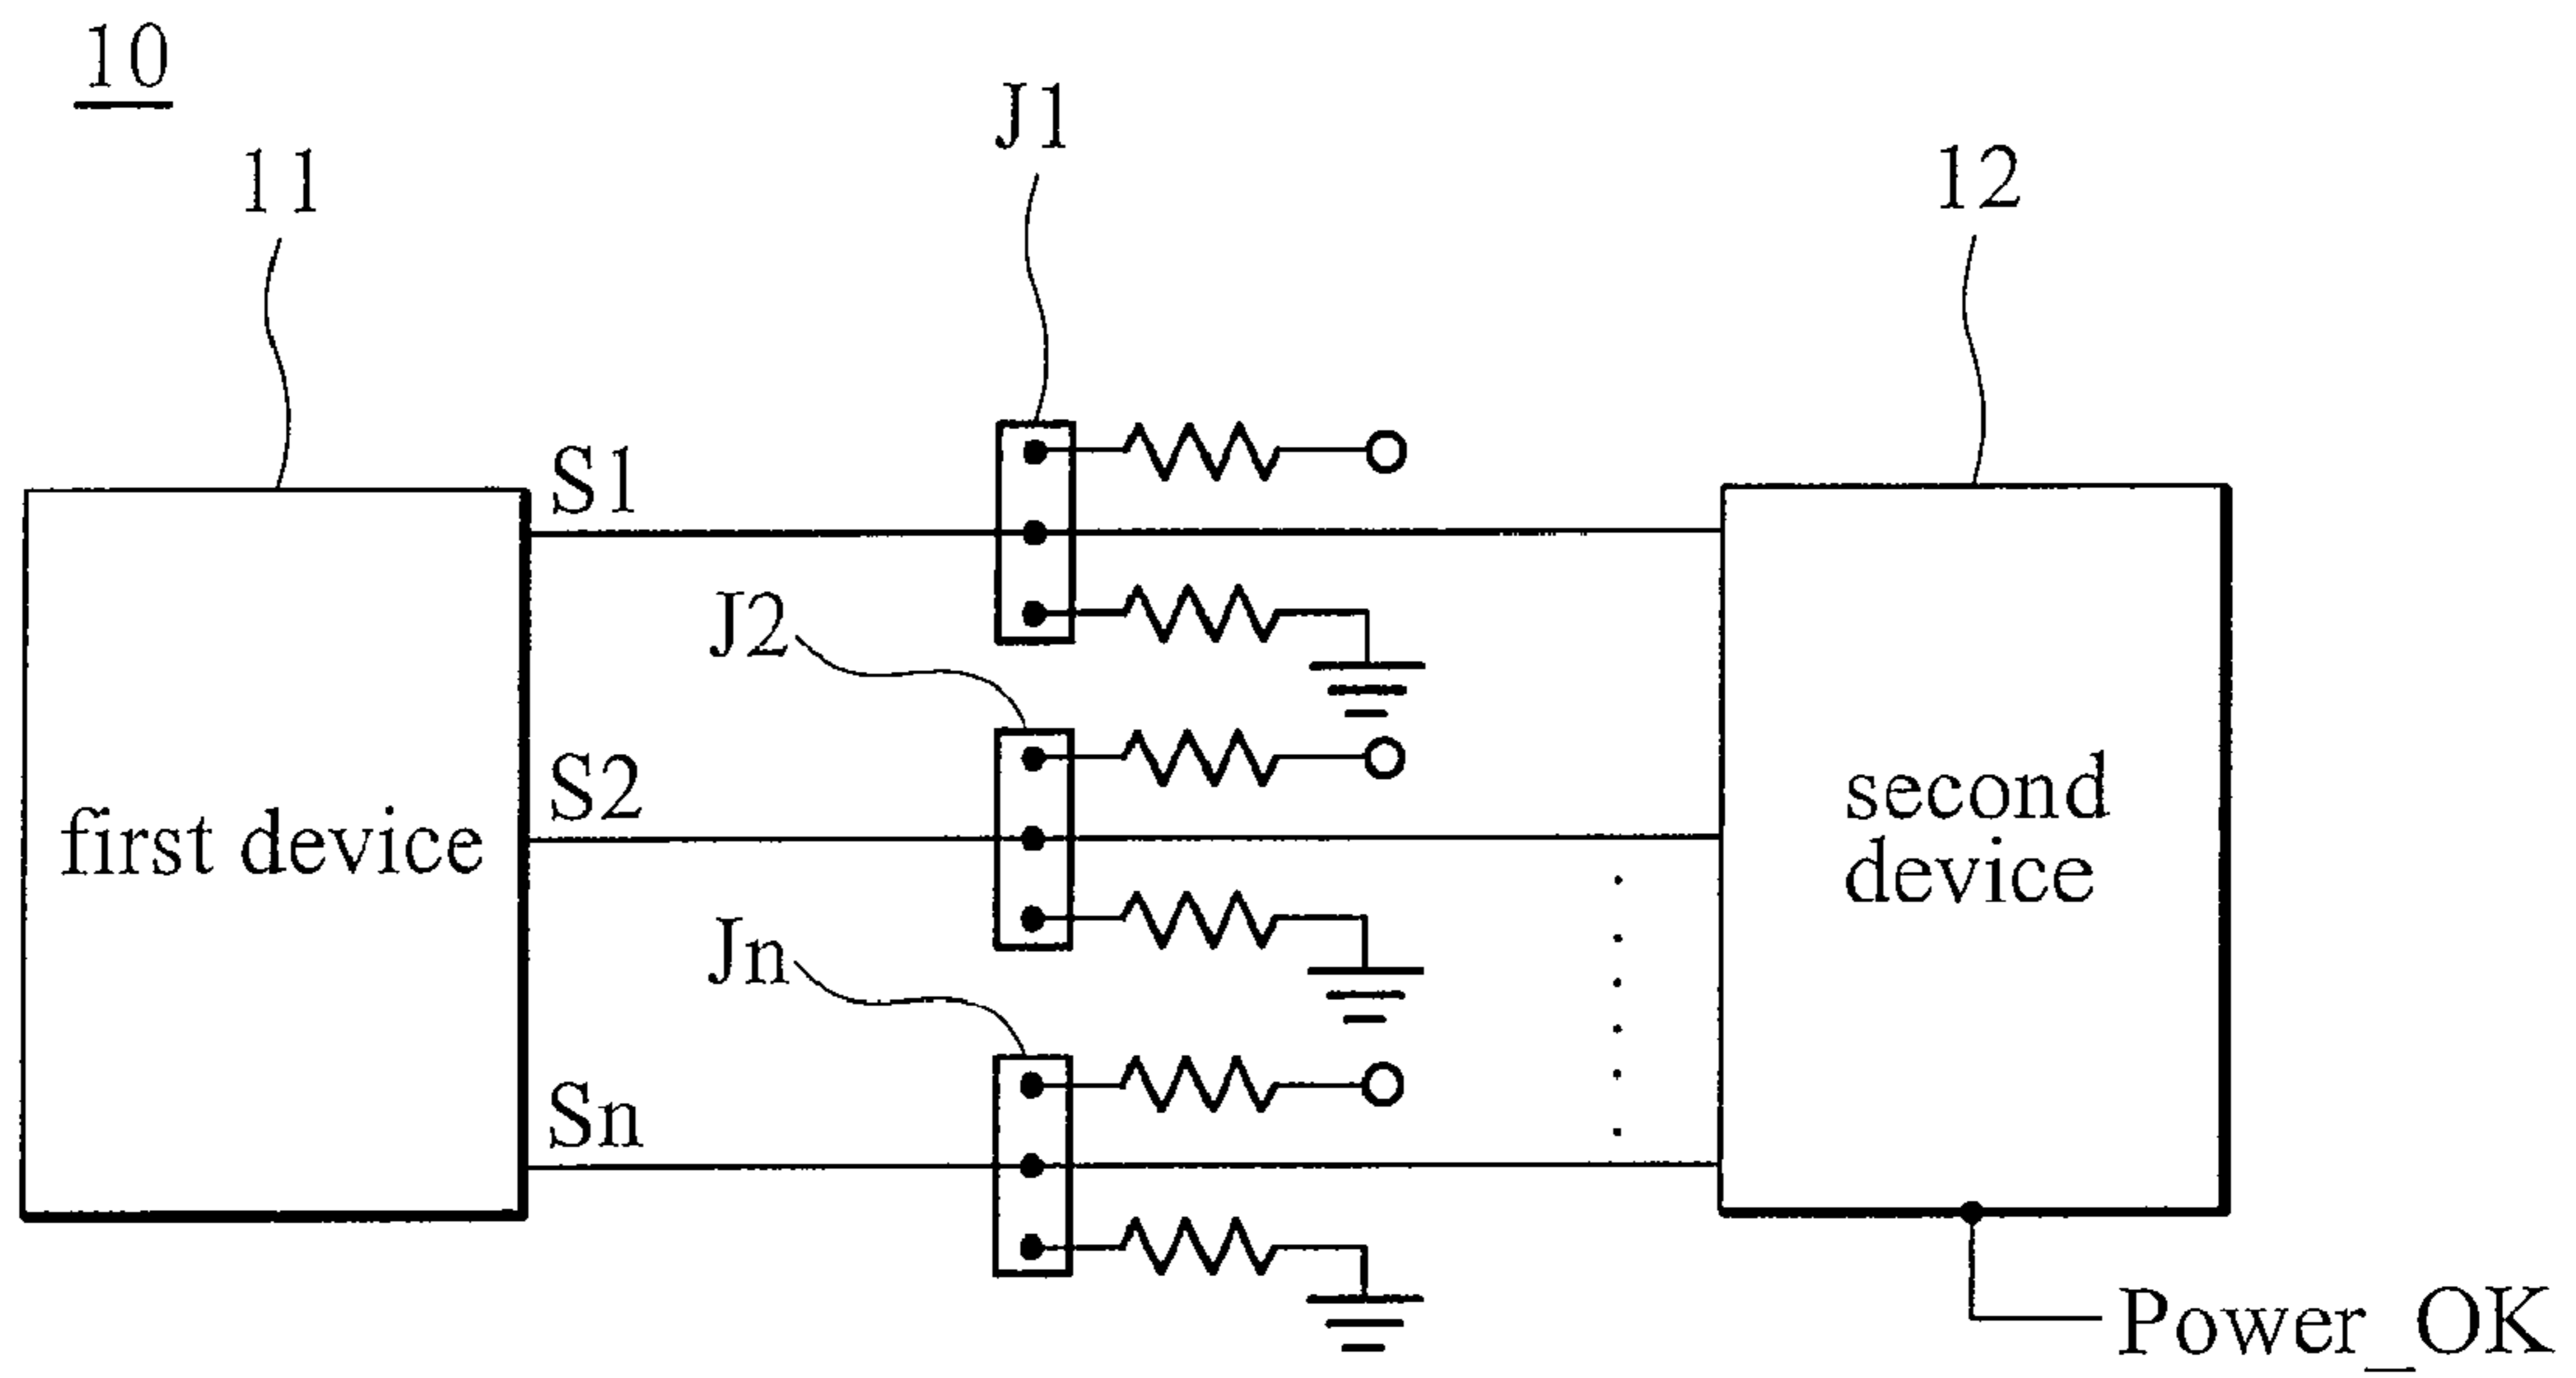 10
J1
11
12
S1
J2
S2
second
first device
device
Jn
Sn
Power_OK